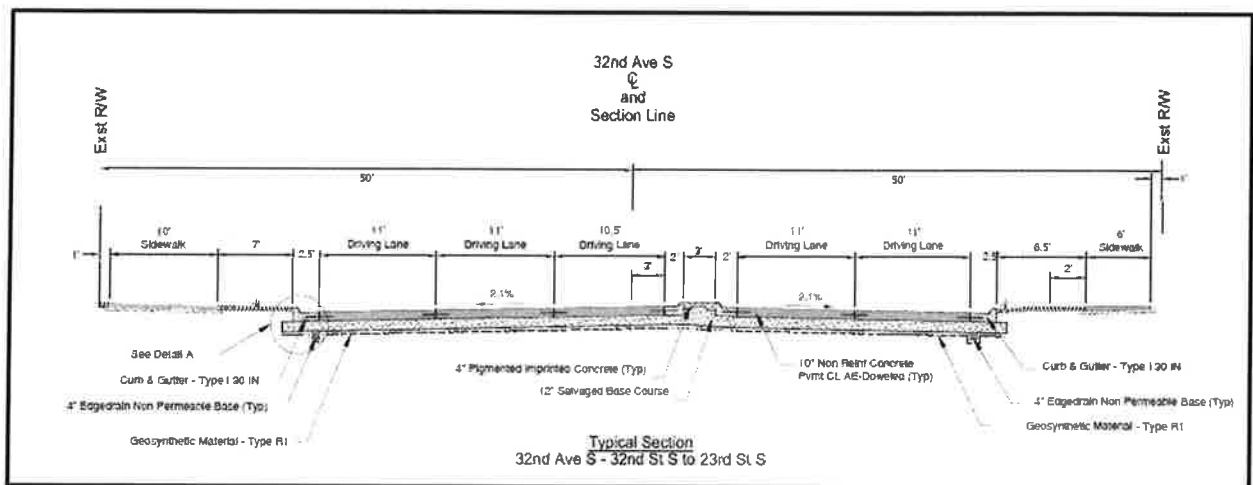 32nd Ave S
℄
and
Section Line
Exst R/W
Exst R/W
50'
50'
1'
10'
Sidewalk
7'
2.5'
11'
Driving Lane
11'
Driving Lane
10.5'
Driving Lane
2'
3'
2'
11'
Driving Lane
11'
Driving Lane
2.5'
6.5'
6'
Sidewalk
1'
3'
2'
2.1%
2.1%
See Detail A
Curb & Gutter - Type I 30 IN
4" Edgedrain Non Permeable Base (Typ)
Geosynthetic Material - Type R1
4" Pigmented Imprinted Concrete (Typ)
12" Salvaged Base Course
10" Non Reinf Concrete
Pvmt CL AE-Doweled (Typ)
Curb & Gutter - Type I 30 IN
4" Edgedrain Non Permeable Base (Typ)
Geosynthetic Material - Type R1
Typical Section
32nd Ave S - 32nd St S to 23rd St S